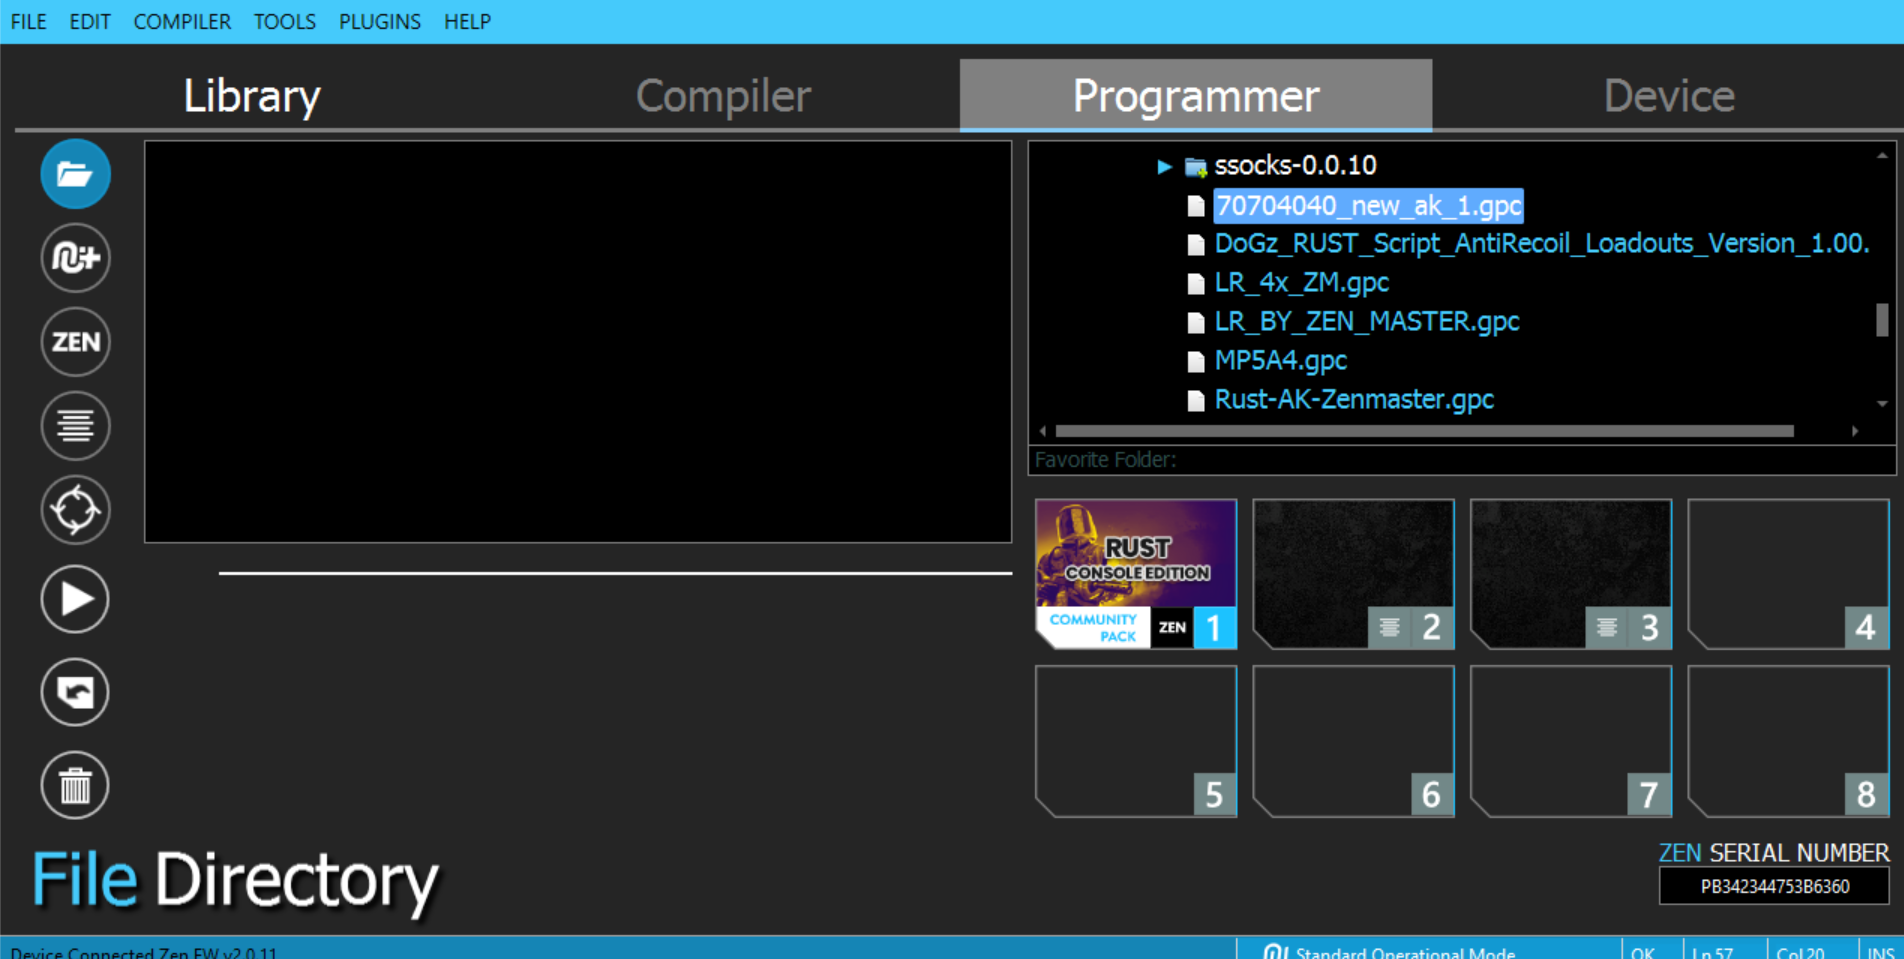 FILE EDIT COMPILER TOOLS PLUGINS HELP
Library Compiler Programmer Device
ssocks-0.0.10
70704040_new_ak_1.gpc
DoGz_RUST_Script_AntiRecoil_Loadouts_Version_1.00.
LR_4x_ZM.gpc
LR_BY_ZEN_MASTER.gpc
MP5A4.gpc
Rust-AK-Zenmaster.gpc
Favorite Folder:
ZEN
RUST
CONSOLE EDITION
COMMUNITY
PACK
ZEN 1
2
3
4
5
6
7
8
File Directory
ZEN SERIAL NUMBER
PB342344753B6360
Device Connected Zen FW v2.0.11
Standard Operational Mode
OK
Ln 57
Col 20
INS